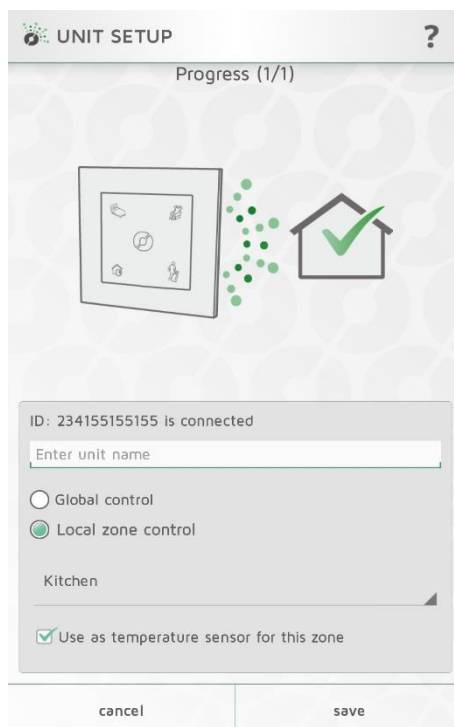 UNIT SETUP ?
Progress (1/1)
ID: 234155155155 is connected
Enter unit name
Global control
Local zone control
Kitchen
Use as temperature sensor for this zone
cancel save